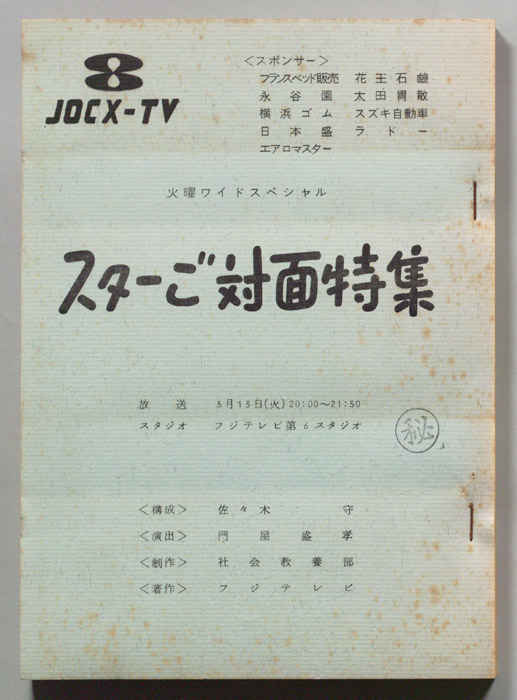 8
JOCX-TV
＜スポンサー＞
フランスベッド販売　花王石鹼
永谷園　太田胃散
横浜ゴム　スズキ自動車
日本盛　ラドー
エアロマスター
火曜ワイドスペシャル
スターご対面特集
放送　3月13日(火)20:00〜21:30
スタジオ　フジテレビ第6スタジオ
秘
＜構成＞　佐々木　守
＜演出＞　門屋盛孝
＜制作＞　社会教養部
＜著作＞　フジテレビ